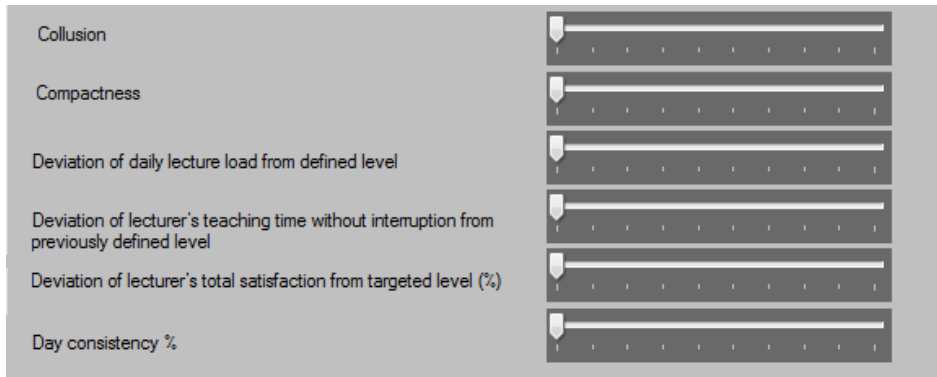 Collusion
Compactness
Deviation of daily lecture load from defined level
Deviation of lecturer's teaching time without interruption from
previously defined level
Deviation of lecturer's total satisfaction from targeted level (%)
Day consistency %